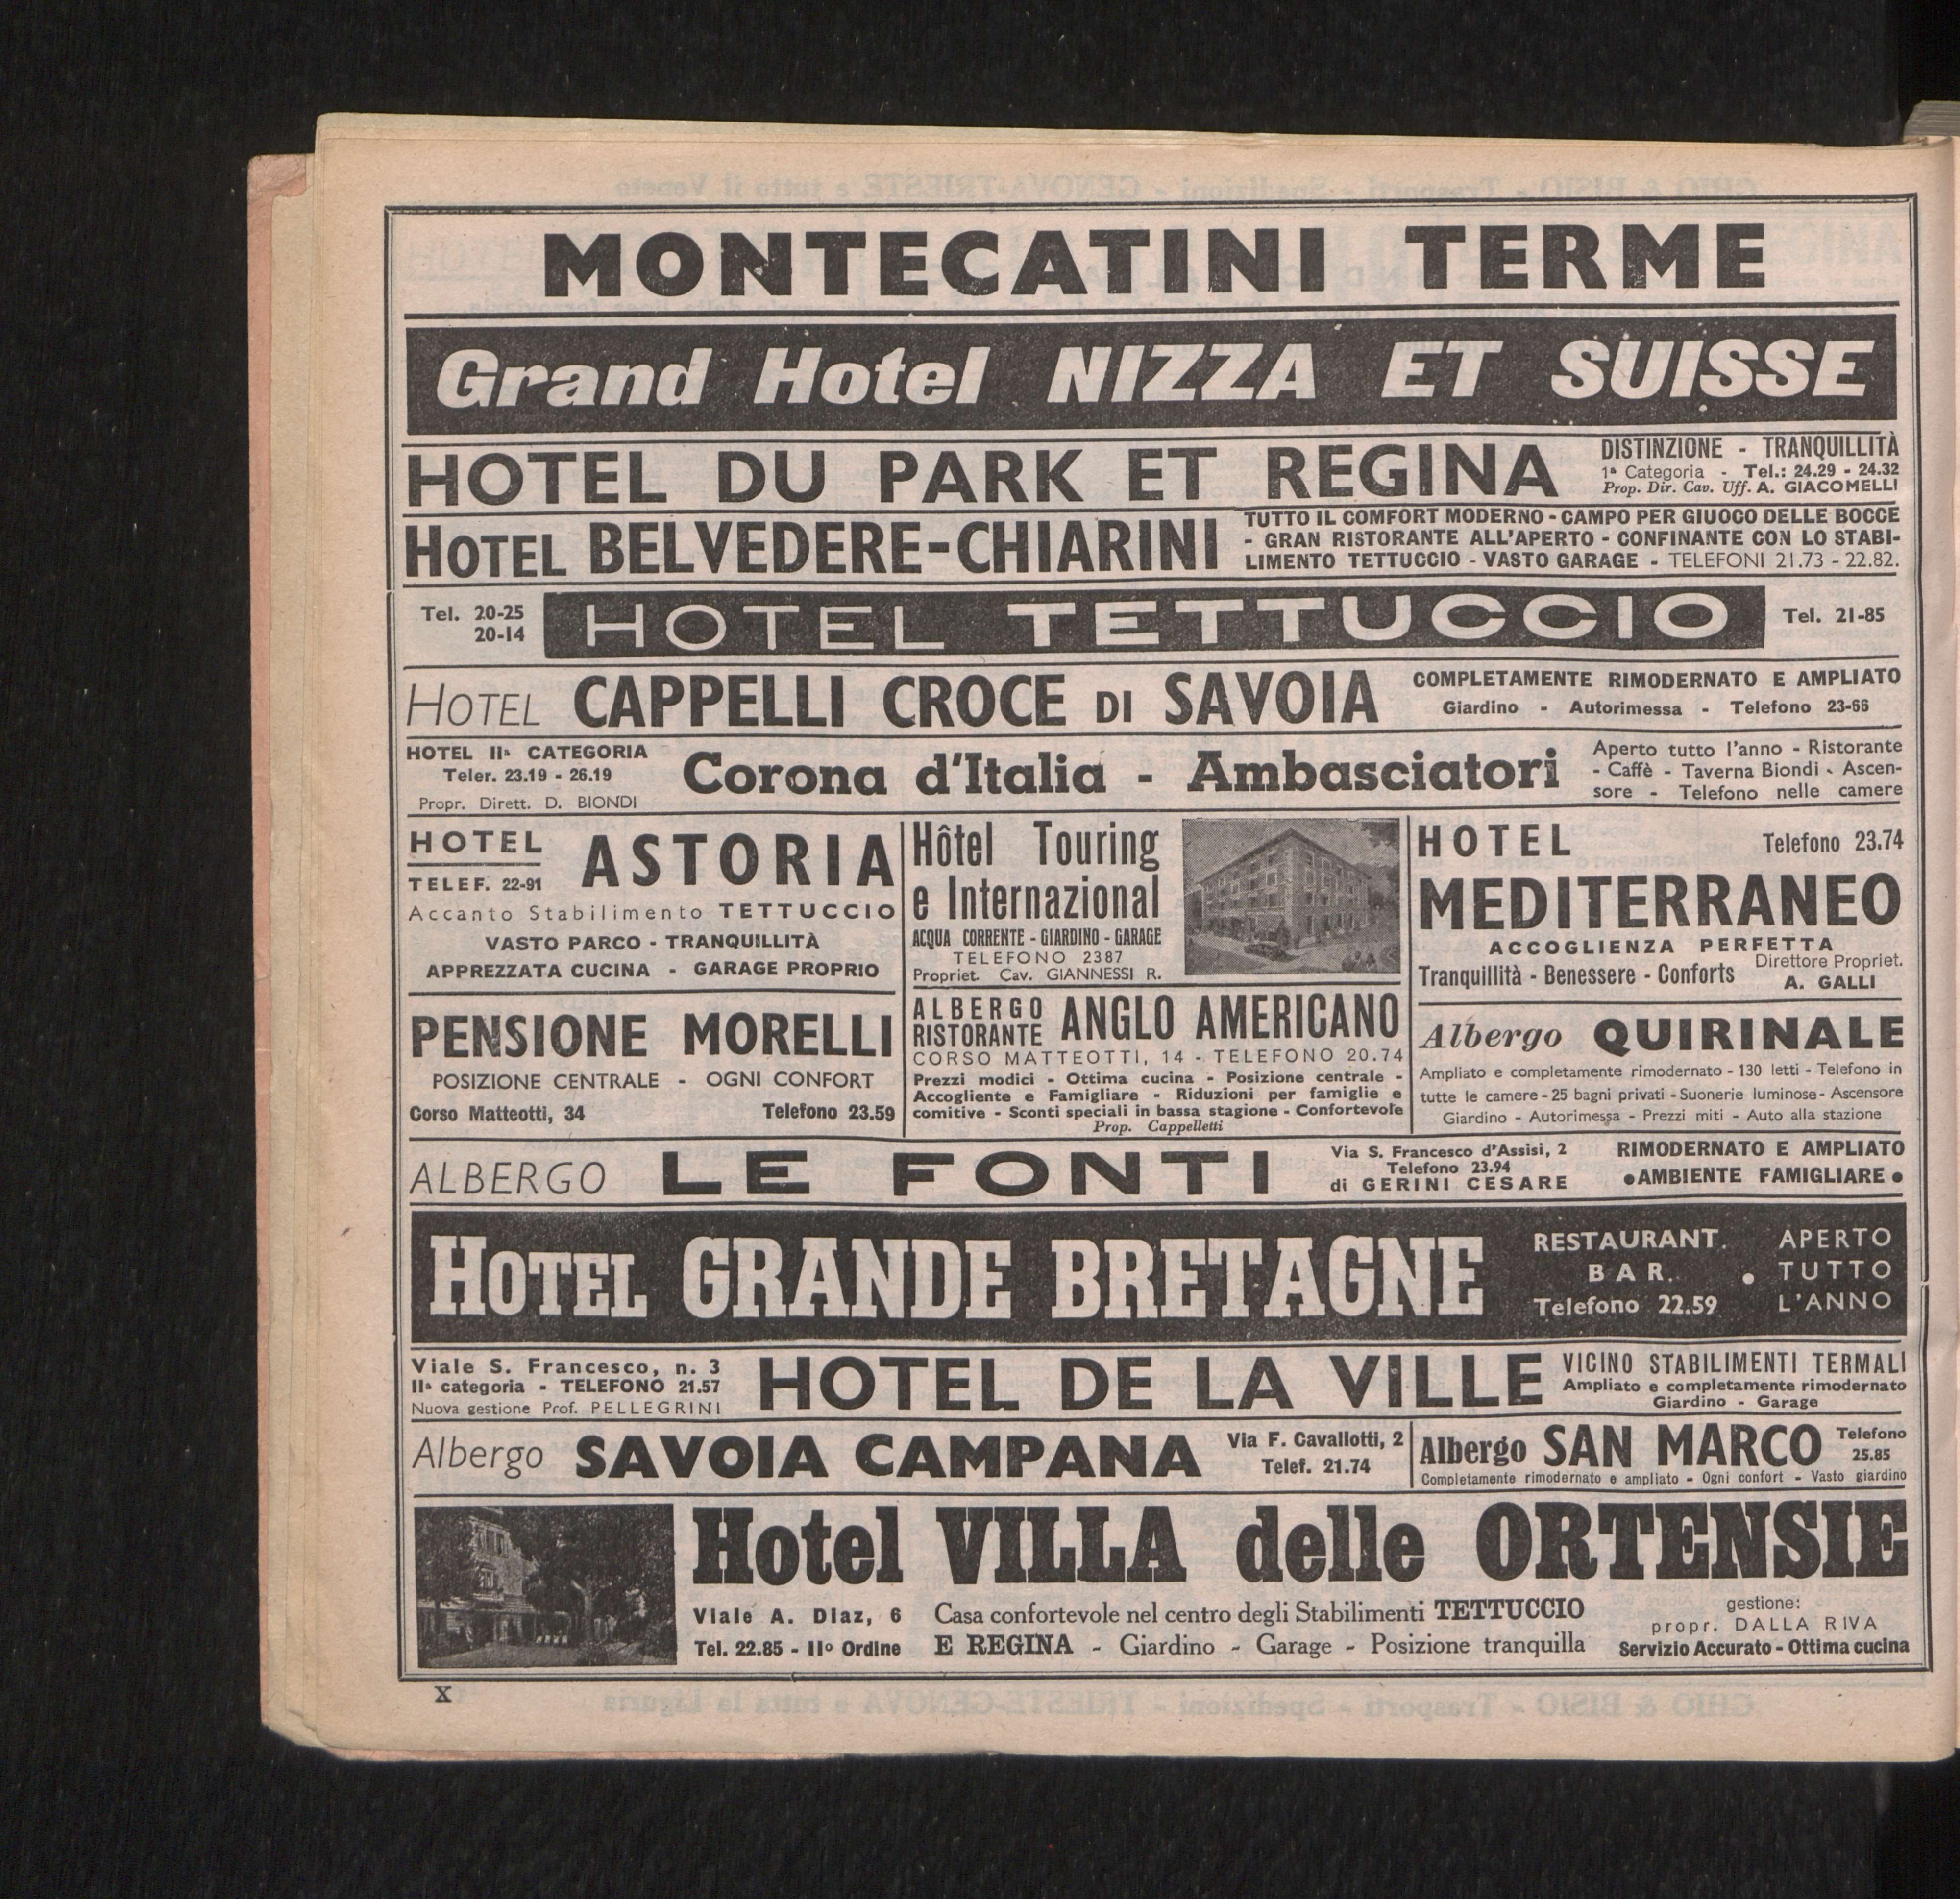 MONTECATINI TERME
Grand Hotel NIZZA ET SUISSE
HOTEL DU PARK ET REGINA
DISTINZIONE - TRANQUILLITÀ
1ª Categoria - Tel.: 24.29 - 24.32
Prop. Dir. Cav. Uff. A. GIACOMELLI
HOTEL BELVEDERE-CHIARINI
TUTTO IL COMFORT MODERNO - CAMPO PER GIUOCO DELLE BOCCE
- GRAN RISTORANTE ALL'APERTO - CONFINANTE CON LO STABI-
LIMENTO TETTUCCIO - VASTO GARAGE - TELEFONI 21.73 - 22.82.
Tel. 20-25
20-14
HOTEL TETTUCCIO
Tel. 21-85
HOTEL CAPPELLI CROCE DI SAVOIA
COMPLETAMENTE RIMODERNATO E AMPLIATO
Giardino - Autorimessa - Telefono 23-66
HOTEL IIª CATEGORIA
Teler. 23.19 - 26.19
Propr. Dirett. D. BIONDI
Corona d'Italia - Ambasciatori
Aperto tutto l'anno - Ristorante
- Caffè - Taverna Biondi - Ascen-
sore - Telefono nelle camere
HOTEL
TELEF. 22-91
ASTORIA
Accanto Stabilimento TETTUCCIO
VASTO PARCO - TRANQUILLITÀ
APPREZZATA CUCINA - GARAGE PROPRIO
PENSIONE MORELLI
POSIZIONE CENTRALE - OGNI CONFORT
Corso Matteotti, 34 Telefono 23.59
Hôtel Touring
e Internazional
ACQUA CORRENTE - GIARDINO - GARAGE
TELEFONO 2387
Propriet. Cav. GIANNESSI R.
ALBERGO
RISTORANTE
ANGLO AMERICANO
CORSO MATTEOTTI, 14 - TELEFONO 20.74
Prezzi modici - Ottima cucina - Posizione centrale -
Accogliente e Famigliare - Riduzioni per famiglie e
comitive - Sconti speciali in bassa stagione - Confortevole
Prop. Cappelletti
HOTEL Telefono 23.74
MEDITERRANEO
ACCOGLIENZA PERFETTA
Tranquillità - Benessere - Conforts
Direttore Propriet.
A. GALLI
Albergo QUIRINALE
Ampliato e completamente rimodernato - 130 letti - Telefono in
tutte le camere - 25 bagni privati - Suonerie luminose - Ascensore
Giardino - Autorimessa - Prezzi miti - Auto alla stazione
ALBERGO LE FONTI
Via S. Francesco d'Assisi, 2
Telefono 23.94
di GERINI CESARE
RIMODERNATO E AMPLIATO
• AMBIENTE FAMIGLIARE •
HOTEL GRANDE BRETAGNE
RESTAURANT.
BAR.
Telefono 22.59
• APERTO
TUTTO
L'ANNO
Viale S. Francesco, n. 3
IIª categoria - TELEFONO 21.57
Nuova gestione Prof. PELLEGRINI
HOTEL DE LA VILLE
VICINO STABILIMENTI TERMALI
Ampliato e completamente rimodernato
Giardino - Garage
Albergo SAVOIA CAMPANA
Via F. Cavallotti, 2
Telef. 21.74
Albergo SAN MARCO
Telefono
25.85
Completamente rimodernato e ampliato - Ogni confort - Vasto giardino
Hotel VILLA delle ORTENSIE
Viale A. Diaz, 6
Tel. 22.85 - IIº Ordine
Casa confortevole nel centro degli Stabilimenti TETTUCCIO
E REGINA - Giardino - Garage - Posizione tranquilla
gestione:
propr. DALLA RIVA
Servizio Accurato - Ottima cucina
X